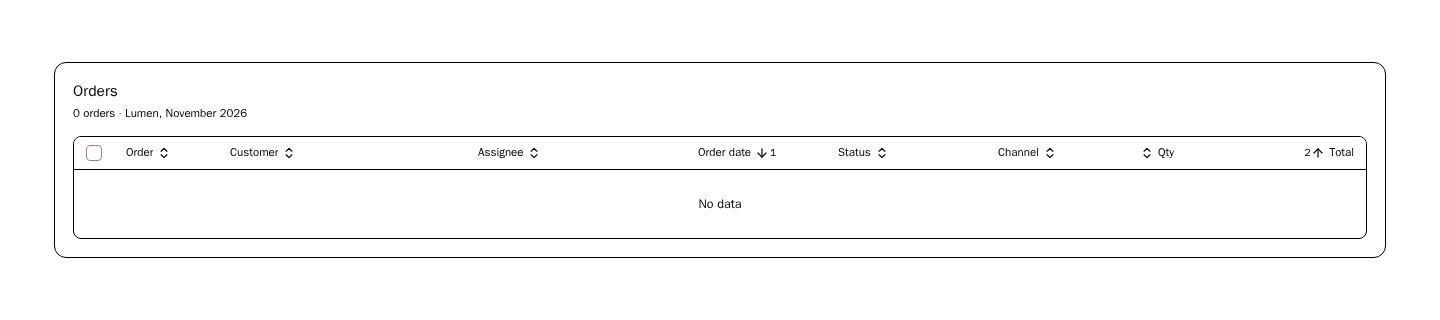 Orders
0 orders · Lumen, November 2026
Order Customer Assignee Order date 1 Status Channel Qty 2 Total
No data